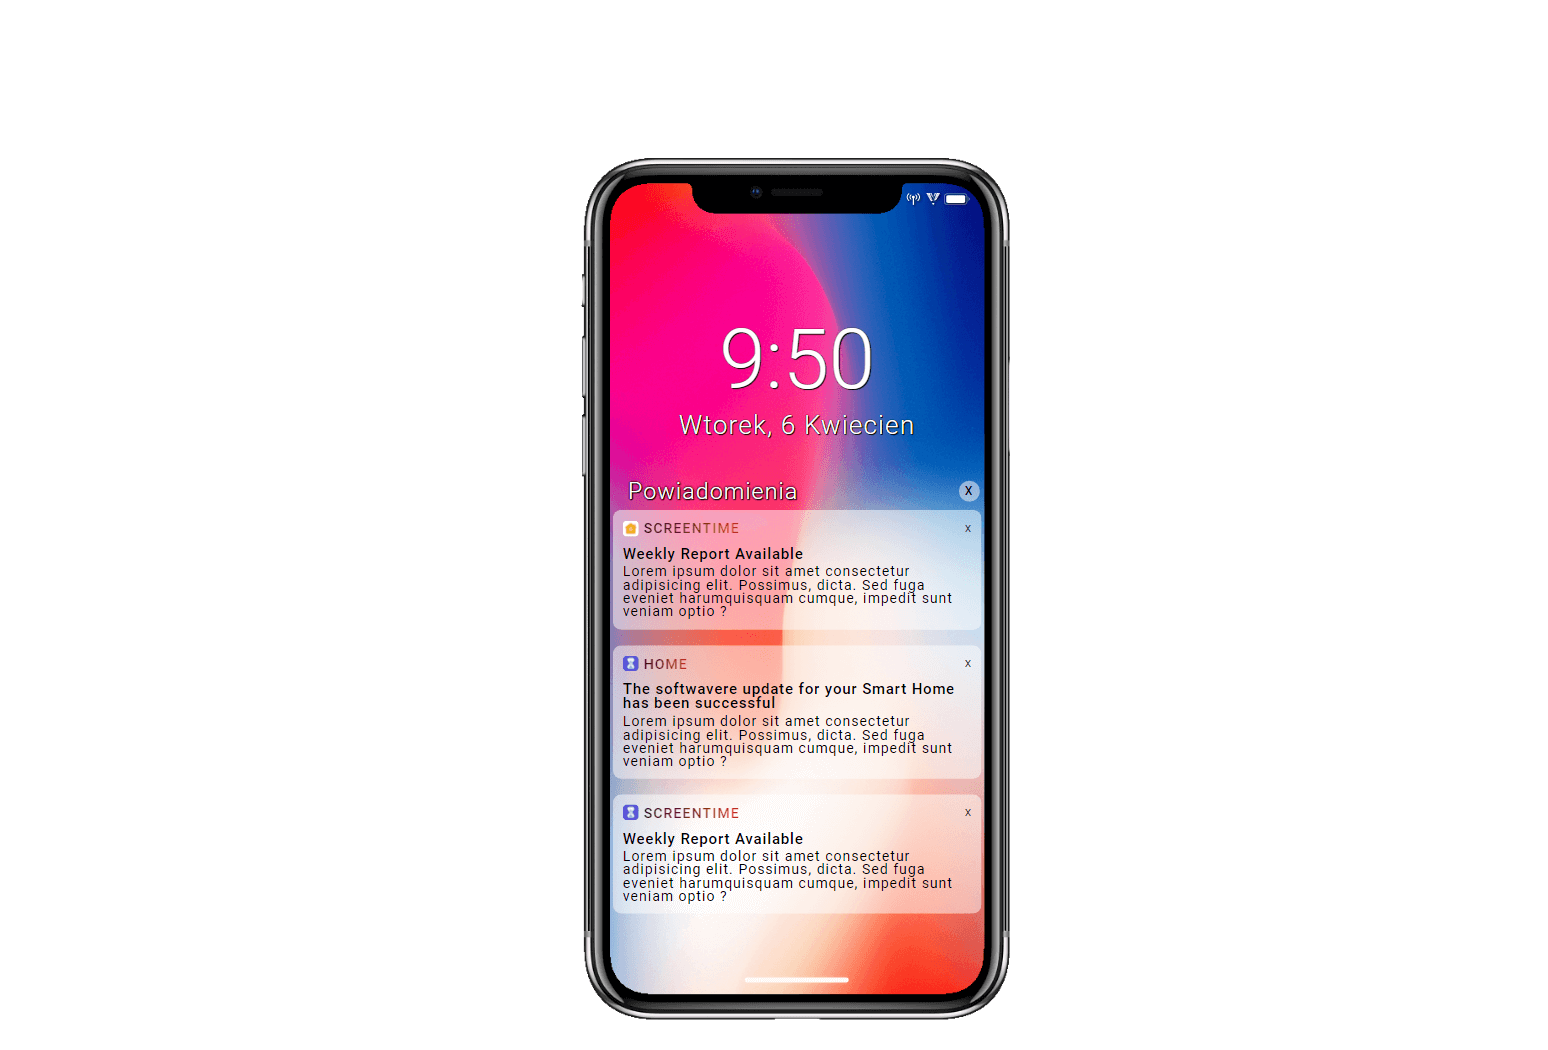 9:50
Wtorek, 6 Kwiecien
Powiadomienia X
SCREENTIME x
Weekly Report Available
Lorem ipsum dolor sit amet consectetur
adipisicing elit. Possimus, dicta. Sed fuga
eveniet harumquisquam cumque, impedit sunt
veniam optio ?
HOME x
The softwavere update for your Smart Home
has been successful
Lorem ipsum dolor sit amet consectetur
adipisicing elit. Possimus, dicta. Sed fuga
eveniet harumquisquam cumque, impedit sunt
veniam optio ?
SCREENTIME x
Weekly Report Available
Lorem ipsum dolor sit amet consectetur
adipisicing elit. Possimus, dicta. Sed fuga
eveniet harumquisquam cumque, impedit sunt
veniam optio ?